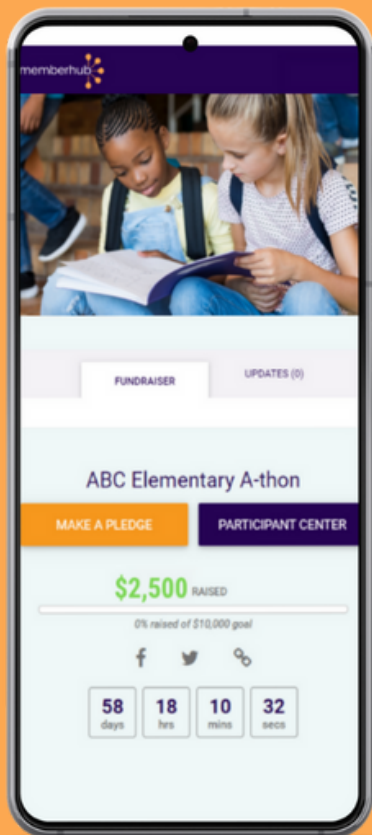 memberhub
FUNDRAISER UPDATES (0)
ABC Elementary A-thon
MAKE A PLEDGE PARTICIPANT CENTER
$2,500 RAISED
0% raised of $10,000 goal
58 18 10 32
days hrs mins secs